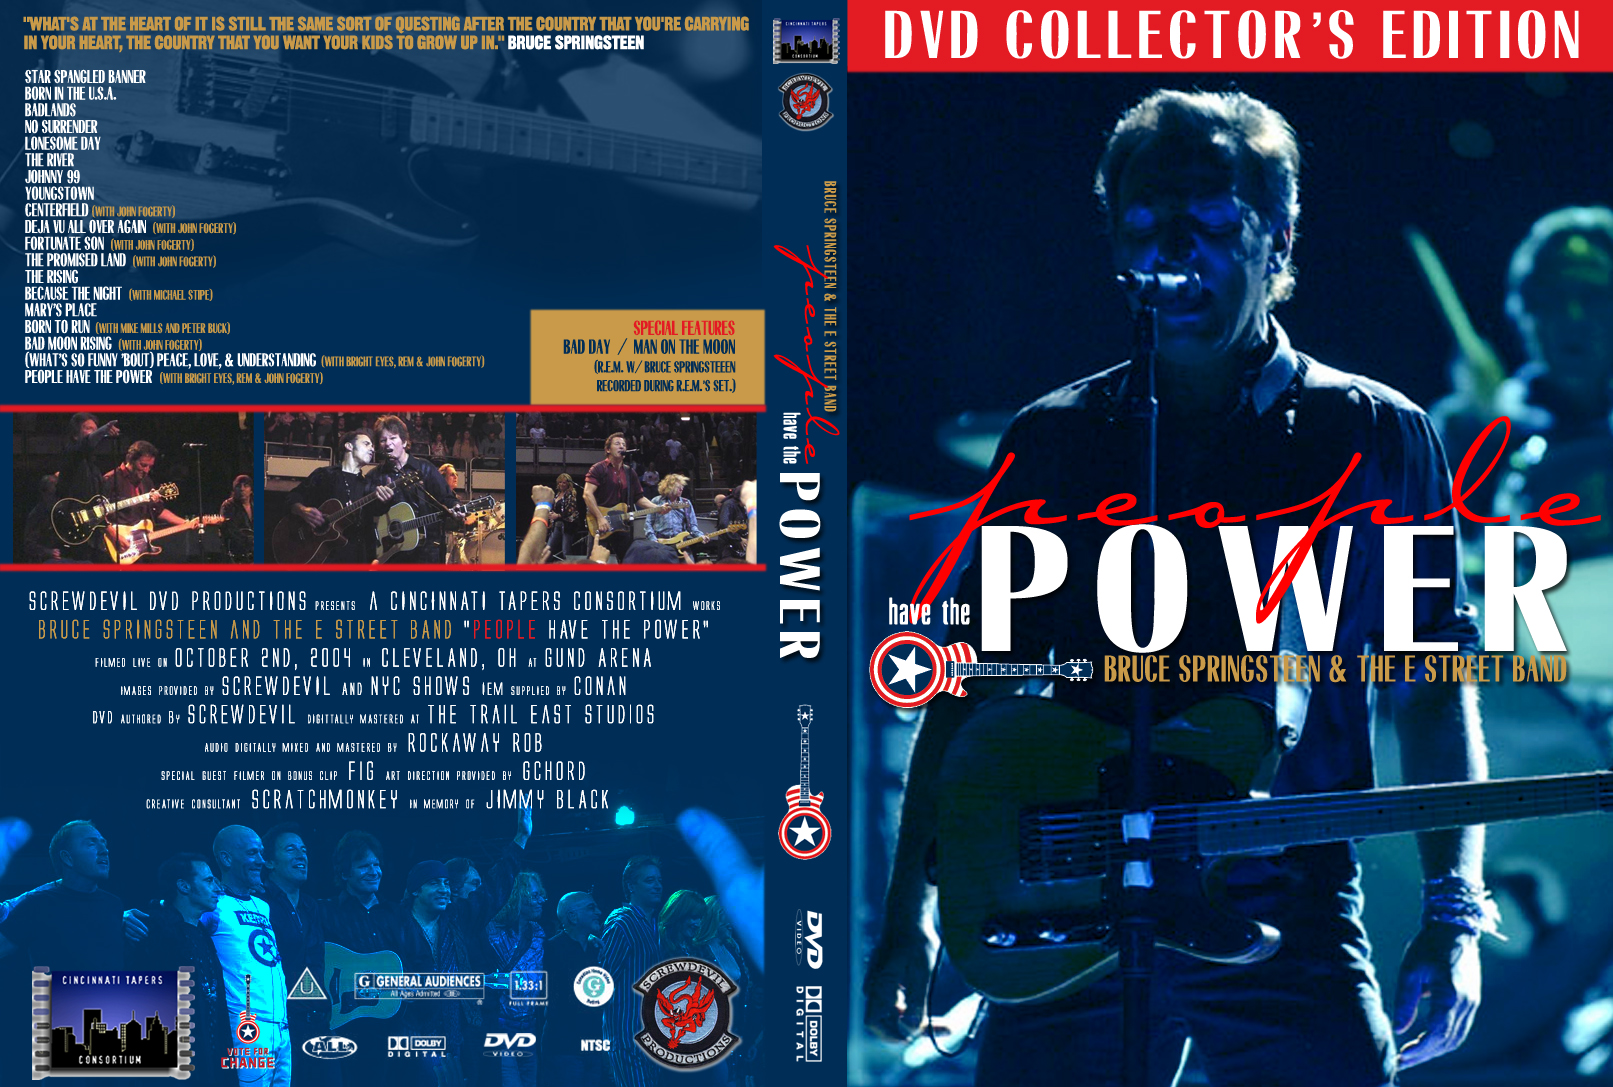 "WHAT'S AT THE HEART OF IT IS STILL THE SAME SORT OF QUESTING AFTER THE COUNTRY THAT YOU'RE CARRYING
IN YOUR HEART, THE COUNTRY THAT YOU WANT YOUR KIDS TO GROW UP IN." BRUCE SPRINGSTEEN
STAR SPANGLED BANNER
BORN IN THE U.S.A.
BADLANDS
NO SURRENDER
LONESOME DAY
THE RIVER
JOHNNY 99
YOUNGSTOWN
CENTERFIELD (WITH JOHN FOGERTY)
DEJA VU ALL OVER AGAIN (WITH JOHN FOGERTY)
FORTUNATE SON (WITH JOHN FOGERTY)
THE PROMISED LAND (WITH JOHN FOGERTY)
THE RISING
BECAUSE THE NIGHT (WITH MICHAEL STIPE)
MARY'S PLACE
BORN TO RUN (WITH MIKE MILLS AND PETER BUCK)
BAD MOON RISING (WITH JOHN FOGERTY)
(WHAT'S SO FUNNY 'BOUT) PEACE, LOVE, & UNDERSTANDING (WITH BRIGHT EYES, REM & JOHN FOGERTY)
PEOPLE HAVE THE POWER (WITH BRIGHT EYES, REM & JOHN FOGERTY)
SPECIAL FEATURES
BAD DAY / MAN ON THE MOON
(R.E.M. W/ BRUCE SPRINGSTEEEN
RECORDED DURING R.E.M.'S SET.)
SCREWDEVIL DVD PRODUCTIONS PRESENTS A CINCINNATI TAPERS CONSORTIUM WORKS
BRUCE SPRINGSTEEN AND THE E STREET BAND "PEOPLE HAVE THE POWER"
FILMED LIVE ON OCTOBER 2ND, 2004 IN CLEVELAND, OH AT GUND ARENA
IMAGES PROVIDED BY SCREWDEVIL AND NYC SHOWS IEM SUPPLIED BY CONAN
DVD AUTHORED BY SCREWDEVIL DIGITTALLY MASTERED AT THE TRAIL EAST STUDIOS
AUDIO DIGITALLY MIXED AND MASTERED BY ROCKAWAY ROB
SPECIAL GUEST FILMER ON BONUS CLIP FIG ART DIRECTION PROVIDED BY GCHORD
CREATIVE CONSULTANT SCRATCHMONKEY IN MEMORY OF JIMMY BLACK
CINCINNATI TAPERS
CONSORTIUM
VOTE FOR
CHANGE
U
G GENERAL AUDIENCES
All Ages Admitted
1.33:1
FULL FRAME
G
ALL
DOLBY
DIGITAL
DVD
VIDEO
NTSC
SCREWDEVIL
PRODUCTIONS
CINCINNATI TAPERS
CONSORTIUM
SCREWDEVIL
BRUCE SPRINGSTEEN & THE E STREET BAND
people
have the
POWER
DVD
VIDEO
DOLBY
DIGITAL
DVD COLLECTOR'S EDITION
people
have the POWER
BRUCE SPRINGSTEEN & THE E STREET BAND